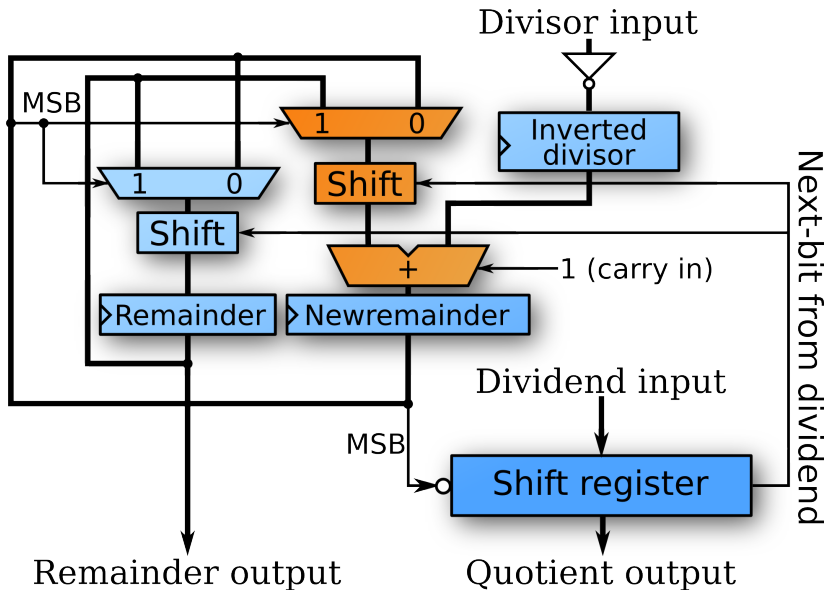 Divisor input
MSB
1 0
Inverted
divisor
1 0
Shift
Shift
+
1 (carry in)
Remainder
Newremainder
Next-bit from dividend
Dividend input
MSB
Shift register
Remainder output
Quotient output